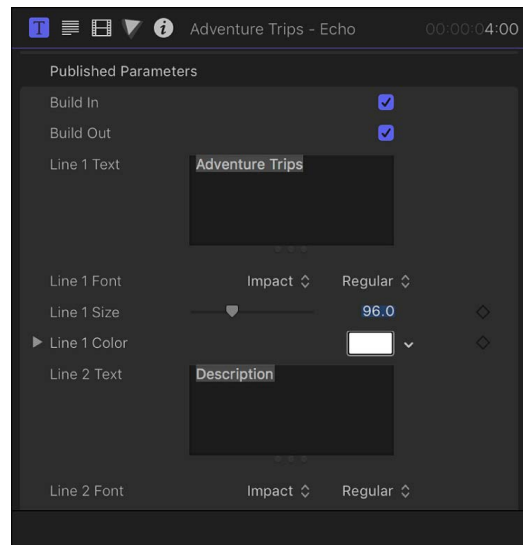 T i Adventure Trips - Echo 00:00:04:00
Published Parameters
Build In
Build Out
Line 1 Text Adventure Trips
Line 1 Font Impact Regular
Line 1 Size 96.0
Line 1 Color
Line 2 Text Description
Line 2 Font Impact Regular